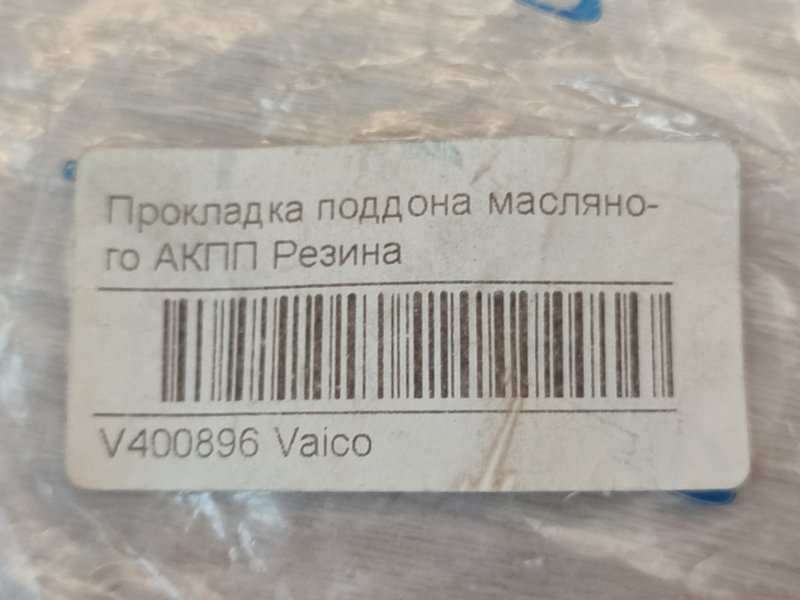 Прокладка поддона масляно-
го АКПП Резина
V400896 Vaico